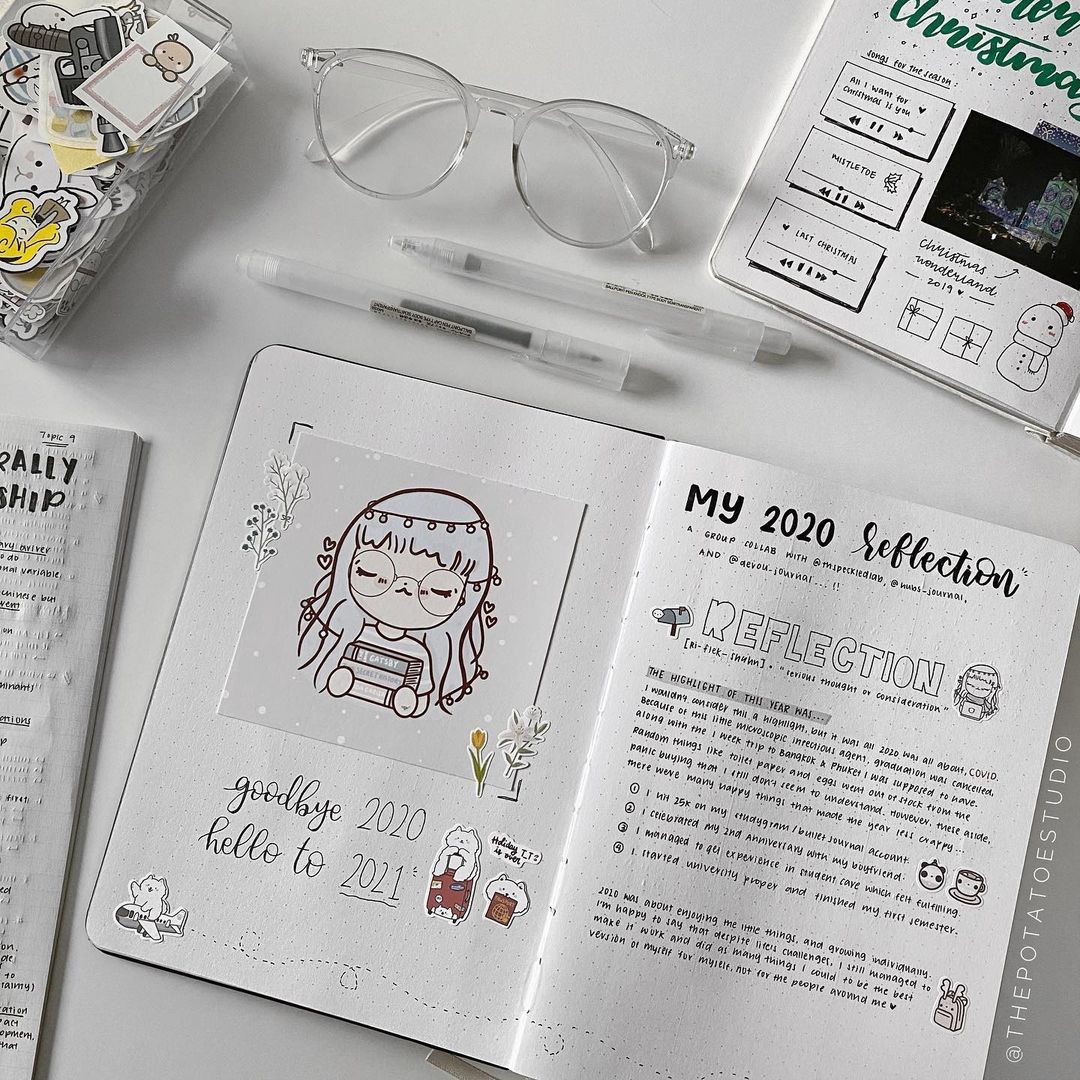 Merry
Christmas
songs for the season:
All I want for
Christmas is you
MISTLETOE
LAST CHRISTMAS
christmas
wonderland
2019
Topic 9
RALLY
SHIP
GATSBY
SECRET HISTORY
goodbye 2020
hello to 2021
Holiday
is over!
MY 2020 reflection
A GROUP COLLAB WITH @thspeckledlab, @nubs-journal,
AND @aevou-journal...!!
REFLECTION
[Ri-flek-shuhn] • "serious thought or consideration"
THE HIGHLIGHT OF THIS YEAR WAS...
I wouldn't consider this a highlight, but it was all 2020 was all about, COVID.
Because of this little microscopic infectious agent, graduation was cancelled,
along with the 1 week trip to Bangkok & Phuket I was supposed to have.
Random things like toilet paper and eggs went out of stock from the
panic buying that I still don't seem to understand. However, these aside,
there were many happy things that made the year less crappy...
① I hit 25k on my studygram/bullet journal account.
② I celebrated my 2nd Anniversary with my boyfriend.
③ I managed to get experience in student care which felt fulfilling.
④ I started university proper and finished my first semester.
2020 was about enjoying the little things, and growing individually.
I'm happy to say that despite life's challenges, I still managed to
make it work and did as many things I could to be the best
version of myself for myself, not for the people around me
@THEPOTATOESTUDIO